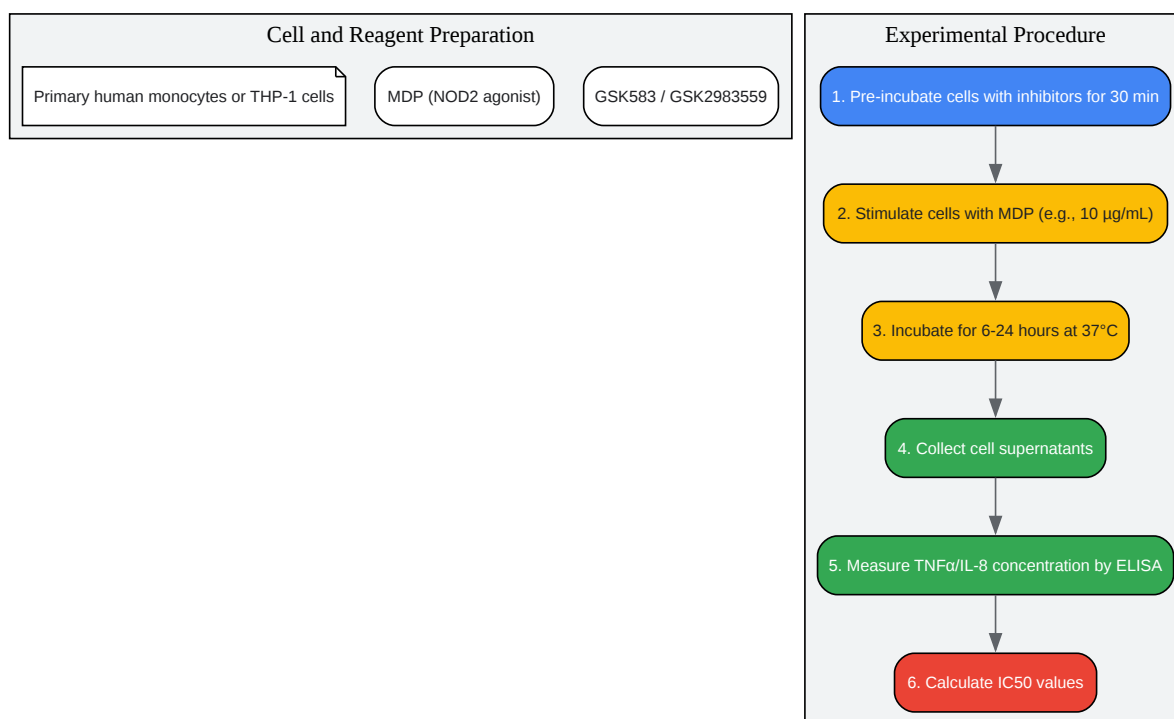 Cell and Reagent Preparation
Primary human monocytes or THP-1 cells
MDP (NOD2 agonist)
GSK583 / GSK2983559
Experimental Procedure
1. Pre-incubate cells with inhibitors for 30 min
2. Stimulate cells with MDP (e.g., 10 µg/mL)
3. Incubate for 6-24 hours at 37°C
4. Collect cell supernatants
5. Measure TNFα/IL-8 concentration by ELISA
6. Calculate IC50 values